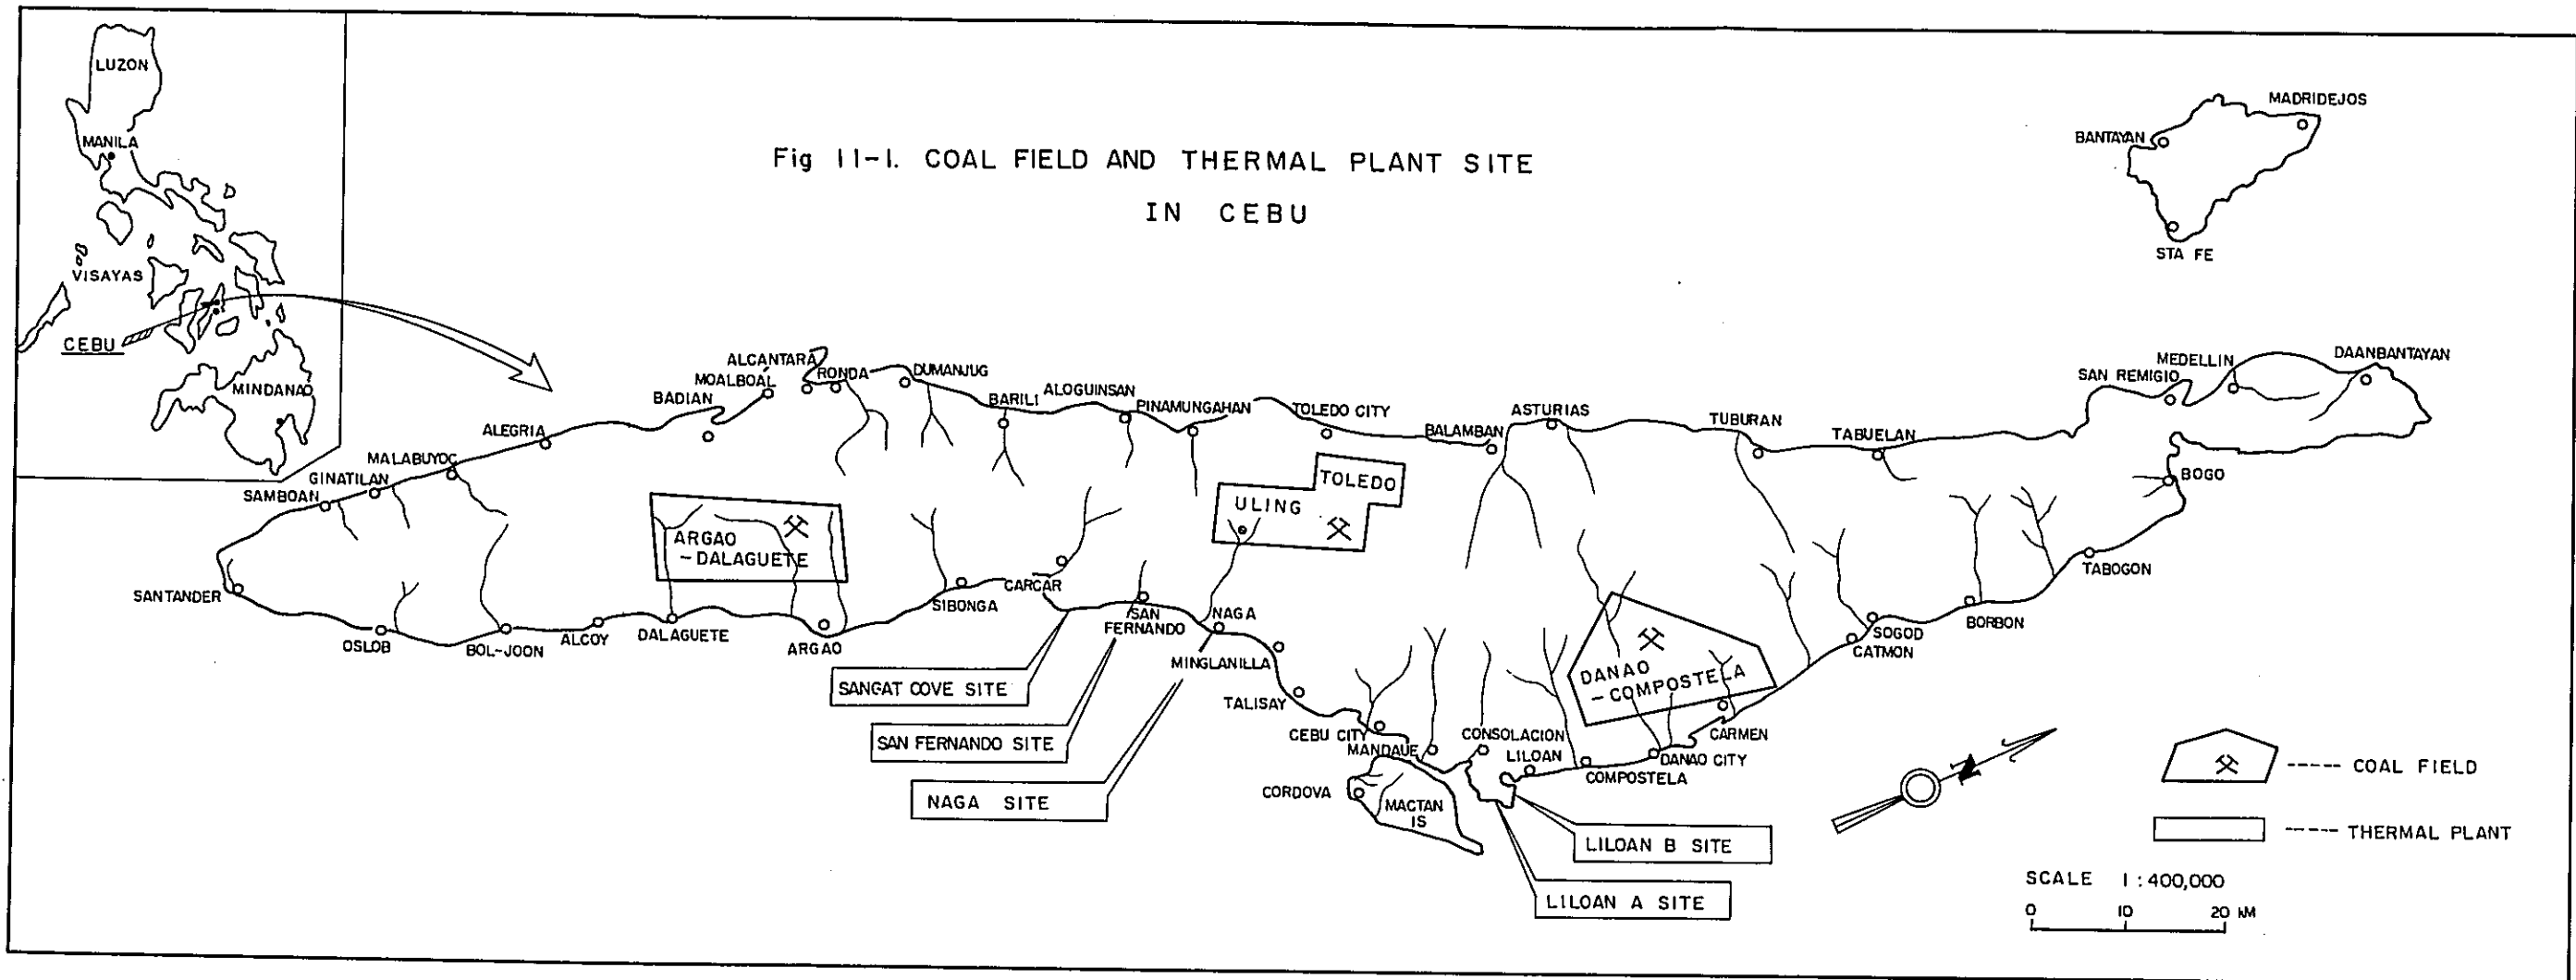 Fig 11-1. COAL FIELD AND THERMAL PLANT SITE
IN CEBU
LUZON
MANILA
VISAYAS
CEBU
MINDANAO
MADRIDEJOS
BANTAYAN
STA FE
ALCANTARA
MOALBOAL
RONDA
DUMANJUG
BADIAN
BARILI
ALOGUINSAN
PINAMUNGAHAN
TOLEDO CITY
BALAMBAN
ASTURIAS
TUBURAN
TABUELAN
SAN REMIGIO
MEDELLIN
DAANBANTAYAN
ALEGRIA
MALABUYOC
GINATILAN
SAMBOAN
BOGO
TABOGON
TOLEDO
ULING
ARGAO
-DALAGUETE
SANTANDER
OSLOB
BOL-JOON
ALCOY
DALAGUETE
ARGAO
SIBONGA
CARCAR
SAN
FERNANDO
NAGA
MINGLANILLA
TALISAY
CEBU CITY
MANDAUE
CONSOLACION
LILOAN
COMPOSTELA
DANAO CITY
CARMEN
CATMON
SOGOD
BORBON
DANAO
-COMPOSTELA
CORDOVA
MACTAN
IS
SANGAT COVE SITE
SAN FERNANDO SITE
NAGA SITE
LILOAN B SITE
LILOAN A SITE
N
----- COAL FIELD
----- THERMAL PLANT
SCALE 1:400,000
0 10 20 KM